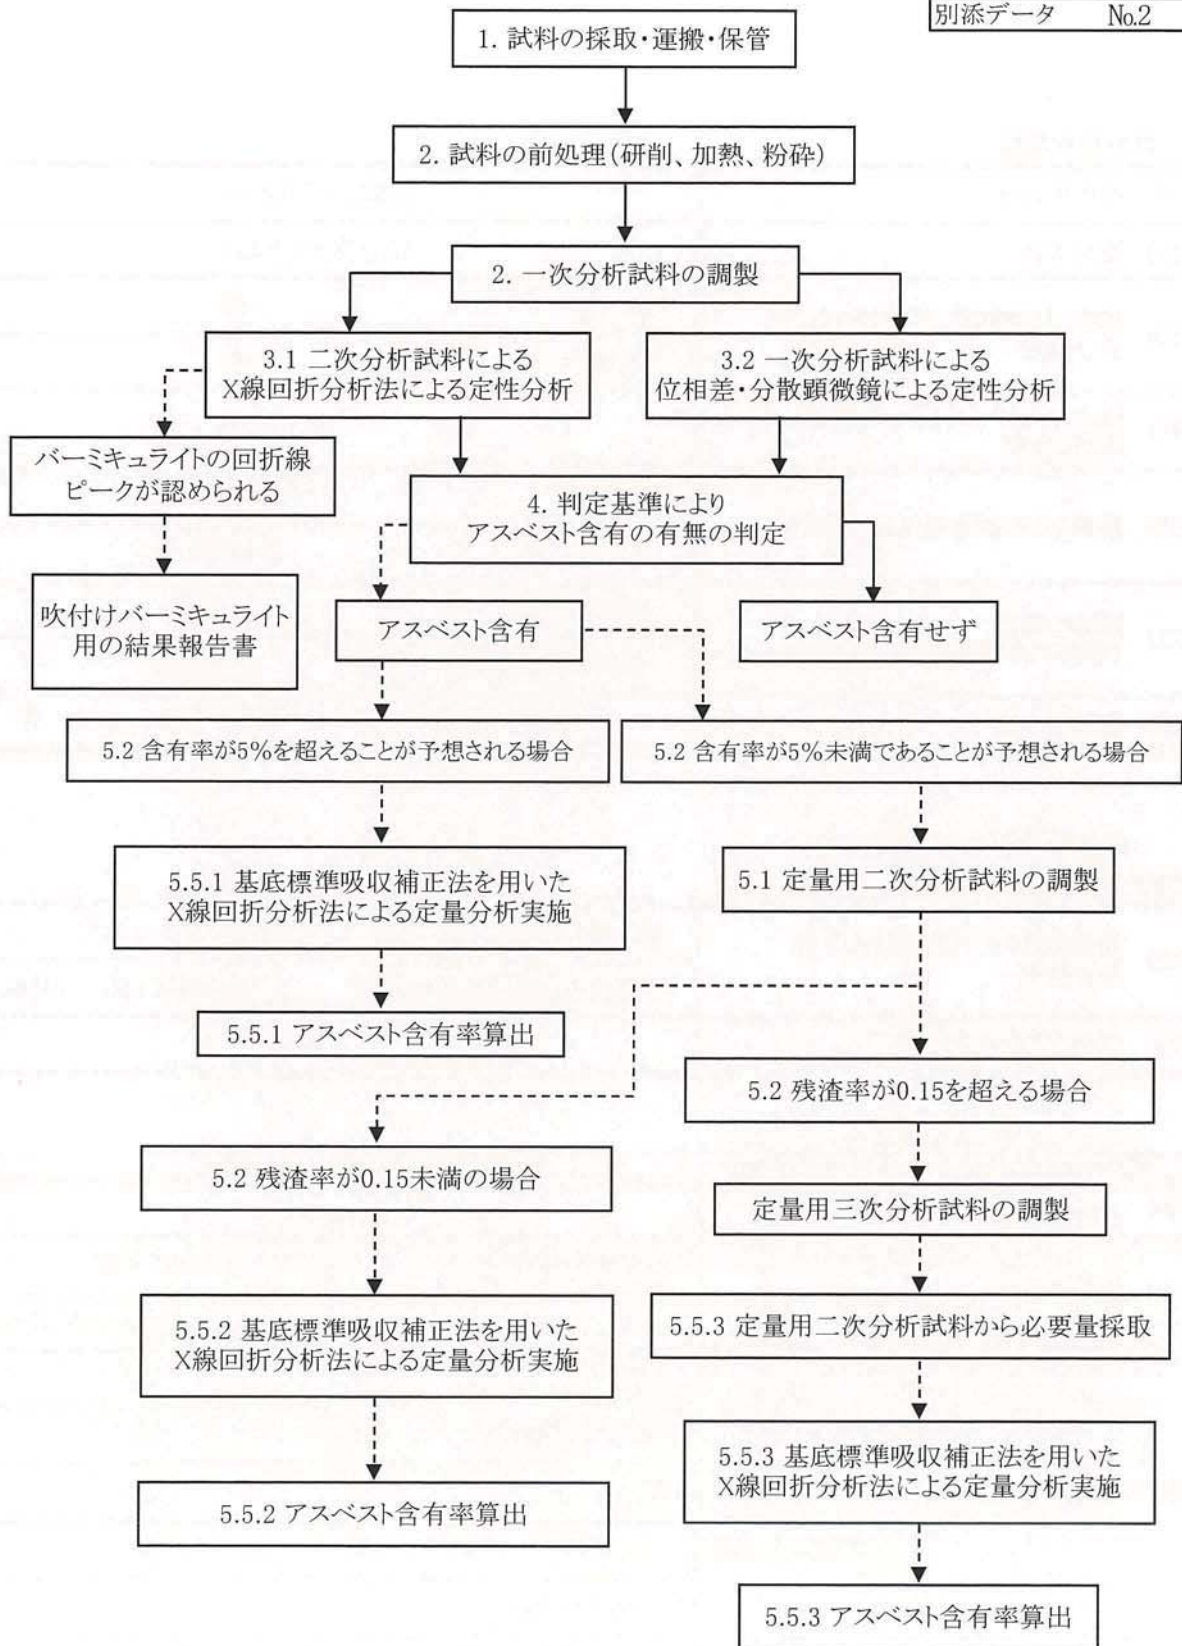 別添データ No.2
1. 試料の採取・運搬・保管
2. 試料の前処理(研削、加熱、粉砕)
2. 一次分析試料の調製
3.1 二次分析試料による
X線回折分析法による定性分析
3.2 一次分析試料による
位相差・分散顕微鏡による定性分析
バーミキュライトの回折線
ピークが認められる
4. 判定基準により
アスベスト含有の有無の判定
吹付けバーミキュライト
用の結果報告書
アスベスト含有
アスベスト含有せず
5.2 含有率が5%を超えることが予想される場合
5.2 含有率が5%未満であることが予想される場合
5.5.1 基底標準吸収補正法を用いた
X線回折分析法による定量分析実施
5.1 定量用二次分析試料の調製
5.5.1 アスベスト含有率算出
5.2 残渣率が0.15を超える場合
5.2 残渣率が0.15未満の場合
定量用三次分析試料の調製
5.5.2 基底標準吸収補正法を用いた
X線回折分析法による定量分析実施
5.5.3 定量用二次分析試料から必要量採取
5.5.3 基底標準吸収補正法を用いた
X線回折分析法による定量分析実施
5.5.2 アスベスト含有率算出
5.5.3 アスベスト含有率算出